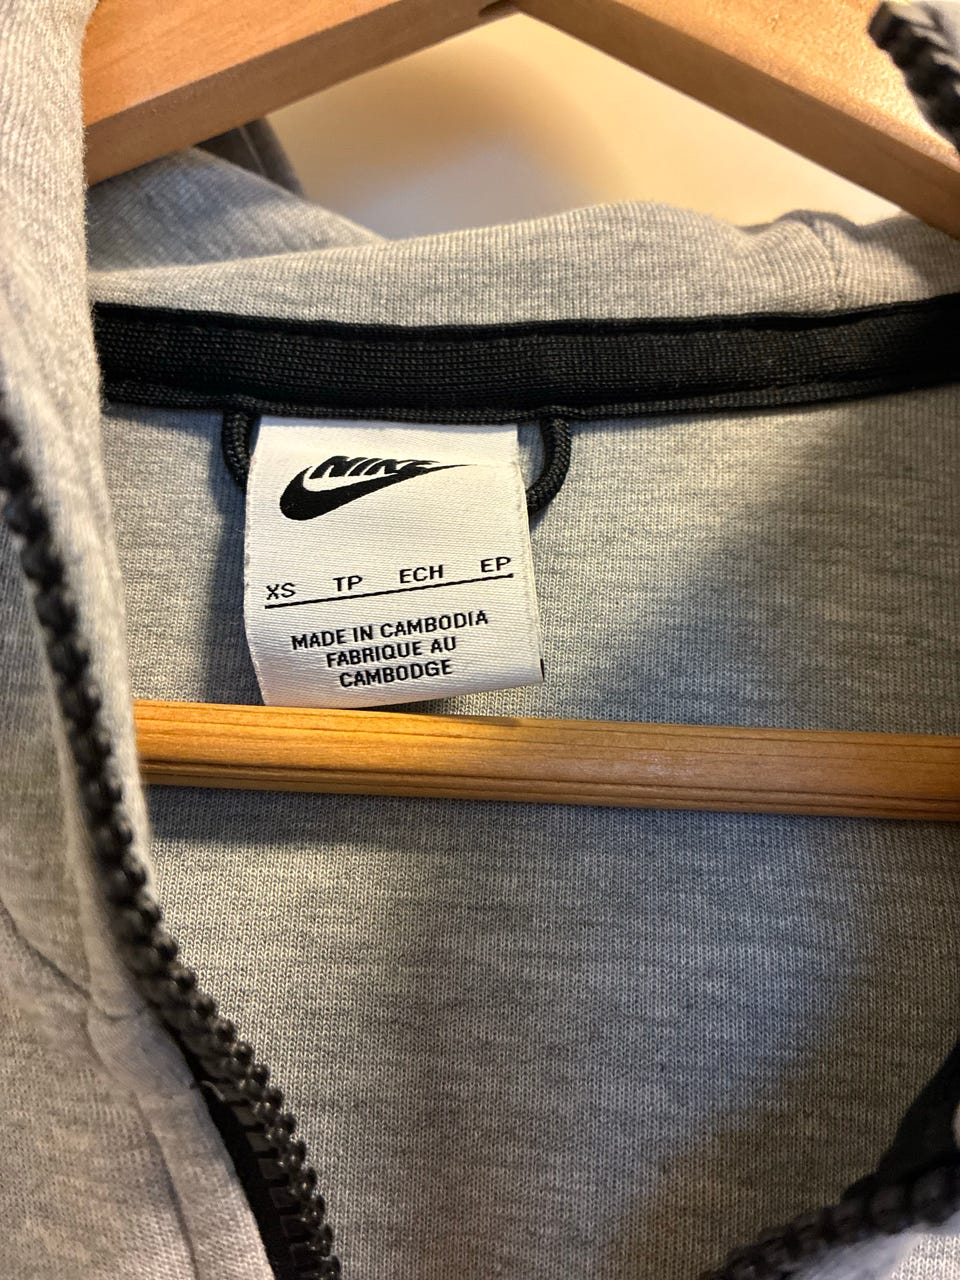 NIKE
XS TP ECH EP
MADE IN CAMBODIA
FABRIQUE AU
CAMBODGE